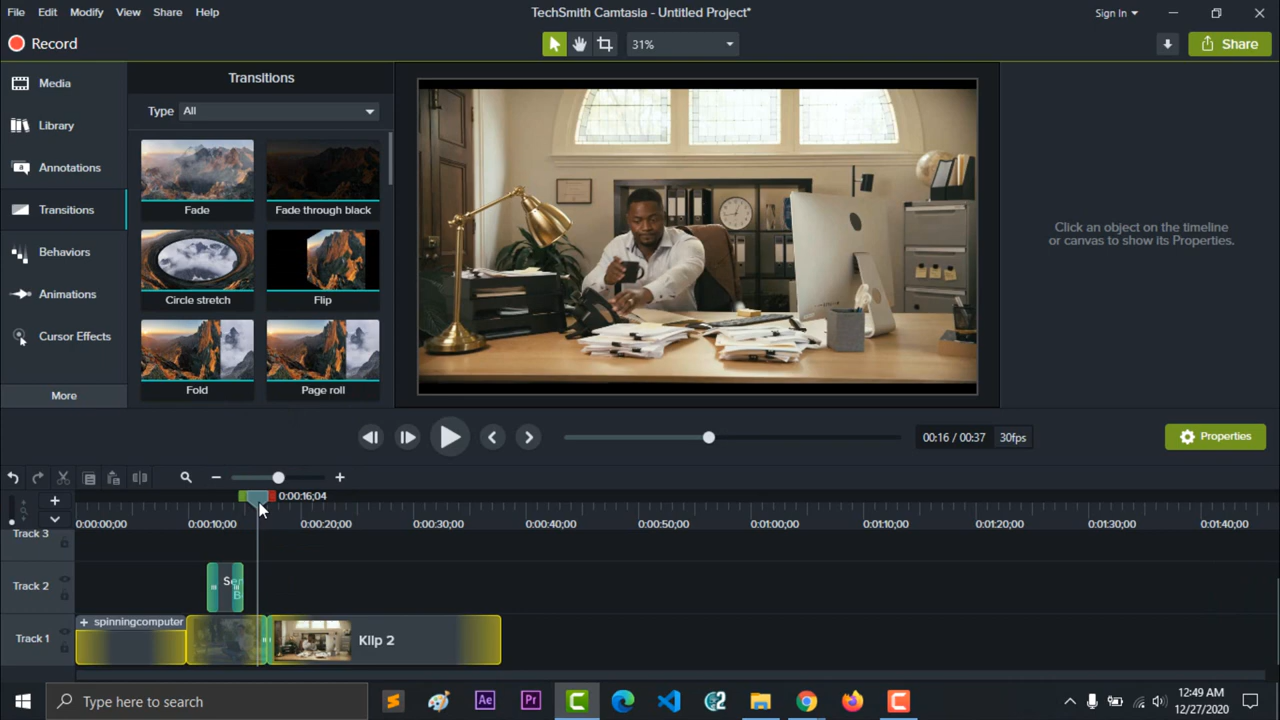 File Edit Modify View Share Help
TechSmith Camtasia - Untitled Project*
Sign In
Record
31%
Share
Media
Library
Annotations
Transitions
Behaviors
Animations
Cursor Effects
More
Transitions
Type All
Fade
Fade through black
Circle stretch
Flip
Fold
Page roll
Click an object on the timeline
or canvas to show its Properties.
00:16 / 00:37 30fps
Properties
0:00:16;04
0:00:00;00 0:00:10;00 0:00:20;00 0:00:30;00 0:00:40;00 0:00:50;00 0:01:00;00 0:01:10;00 0:01:20;00 0:01:30;00 0:01:40;00
Track 3
Track 2
Track 1
spinningcomputer
Klip 2
Type here to search
Ae
Pr
12:49 AM
12/27/2020